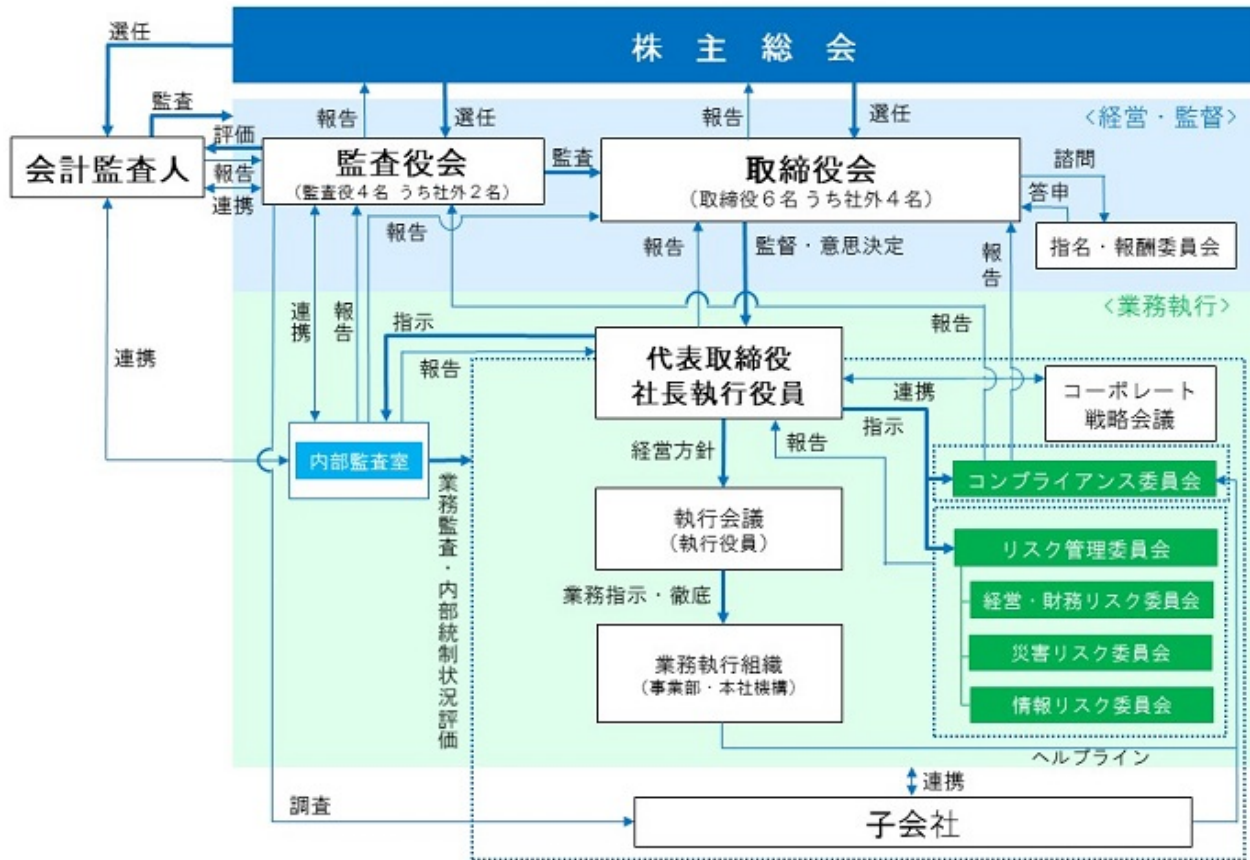 株主総会
選任
監査
報告
選任
報告
選任
<経営・監督>
評価
会計監査人
報告
連携
監査役会
(監査役4名 うち社外2名)
監査
取締役会
(取締役6名 うち社外4名)
諮問
答申
指名・報酬委員会
報告
報告
監督・意思決定
報告
連携
報告
指示
報告
<業務執行>
連携
報告
代表取締役
社長執行役員
連携
コーポレート
戦略会議
指示
報告
内部監査室
経営方針
コンプライアンス委員会
業務監査・内部統制状況評価
執行会議
(執行役員)
リスク管理委員会
経営・財務リスク委員会
業務指示・徹底
災害リスク委員会
業務執行組織
(事業部・本社機構)
情報リスク委員会
ヘルプライン
連携
調査
子会社